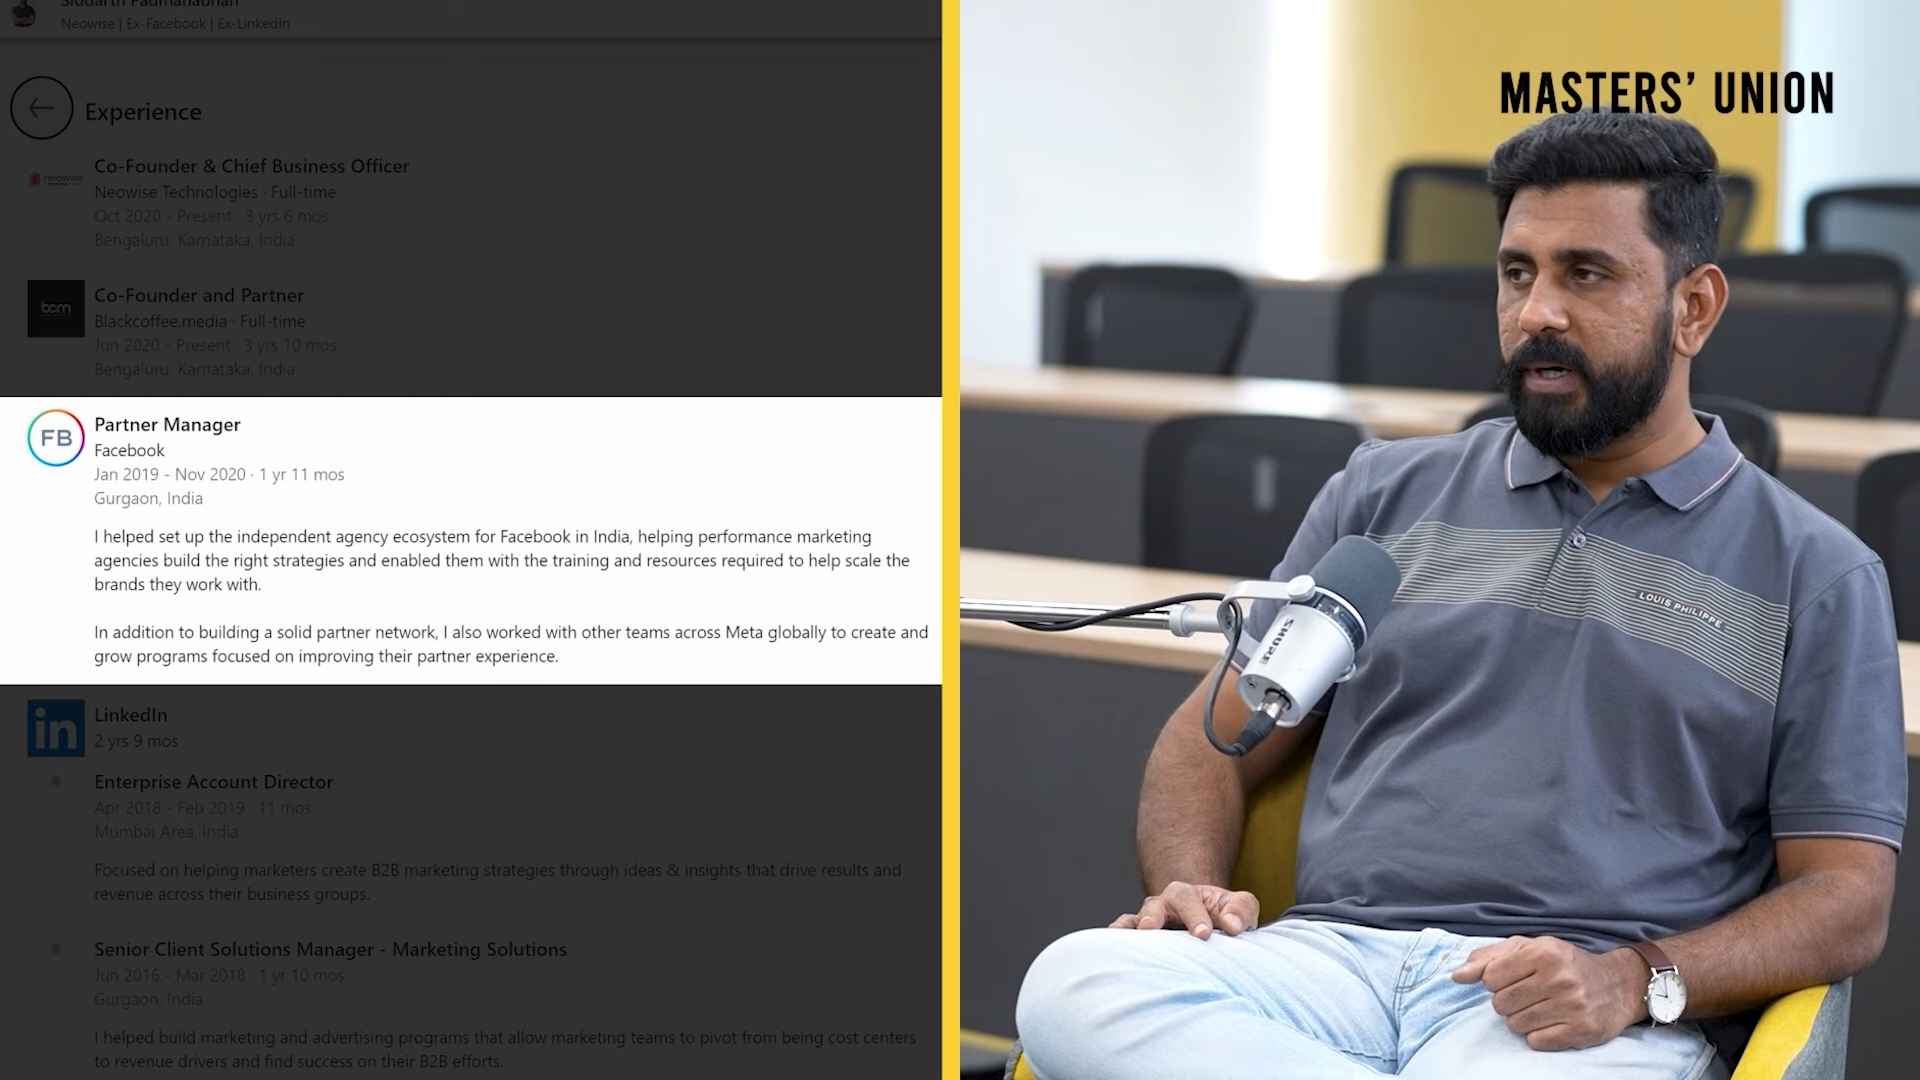 Siddarth Padmanabhan
Neowise | Ex-Facebook | Ex-LinkedIn
Experience
neowise
Co-Founder & Chief Business Officer
Neowise Technologies · Full-time
Oct 2020 - Present · 3 yrs 6 mos
Bengaluru, Karnataka, India
bcm
Co-Founder and Partner
Blackcoffee.media · Full-time
Jun 2020 - Present · 3 yrs 10 mos
Bengaluru, Karnataka, India
FB
Partner Manager
Facebook
Jan 2019 - Nov 2020 · 1 yr 11 mos
Gurgaon, India
I helped set up the independent agency ecosystem for Facebook in India, helping performance marketing
agencies build the right strategies and enabled them with the training and resources required to help scale the
brands they work with.
In addition to building a solid partner network, I also worked with other teams across Meta globally to create and
grow programs focused on improving their partner experience.
in
LinkedIn
2 yrs 9 mos
Enterprise Account Director
Apr 2018 - Feb 2019 · 11 mos
Mumbai Area, India
Focused on helping marketers create B2B marketing strategies through ideas & insights that drive results and
revenue across their business groups.
Senior Client Solutions Manager - Marketing Solutions
Jun 2016 - Mar 2018 · 1 yr 10 mos
Gurgaon, India
I helped build marketing and advertising programs that allow marketing teams to pivot from being cost centers
to revenue drivers and find success on their B2B efforts.
MASTERS' UNION
LOUIS PHILIPPE
SHURE